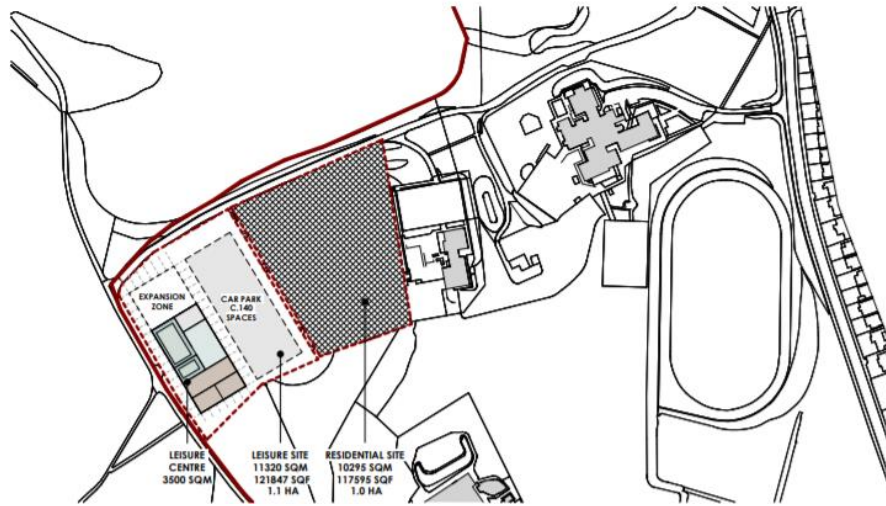 EXPANSION
ZONE
CAR PARK
C.140
SPACES
LEISURE
CENTRE
3500 SQM
LEISURE SITE
11320 SQM
121847 SQF
1.1 HA
RESIDENTIAL SITE
10295 SQM
117595 SQF
1.0 HA